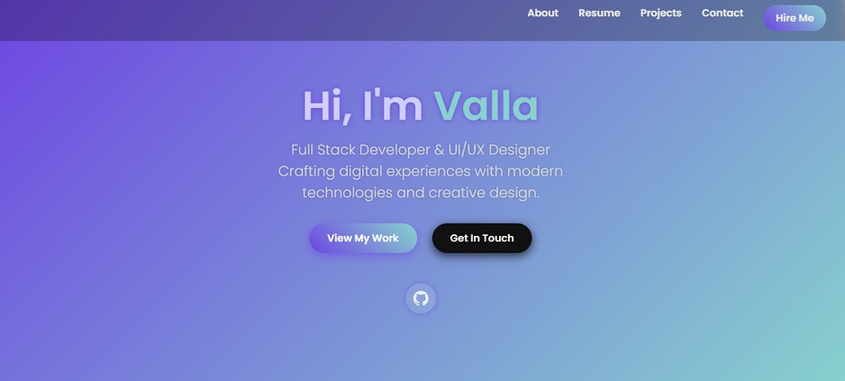 About Resume Projects Contact Hire Me
Hi, I'm Valla
Full Stack Developer & UI/UX Designer
Crafting digital experiences with modern
technologies and creative design.
View My Work Get In Touch